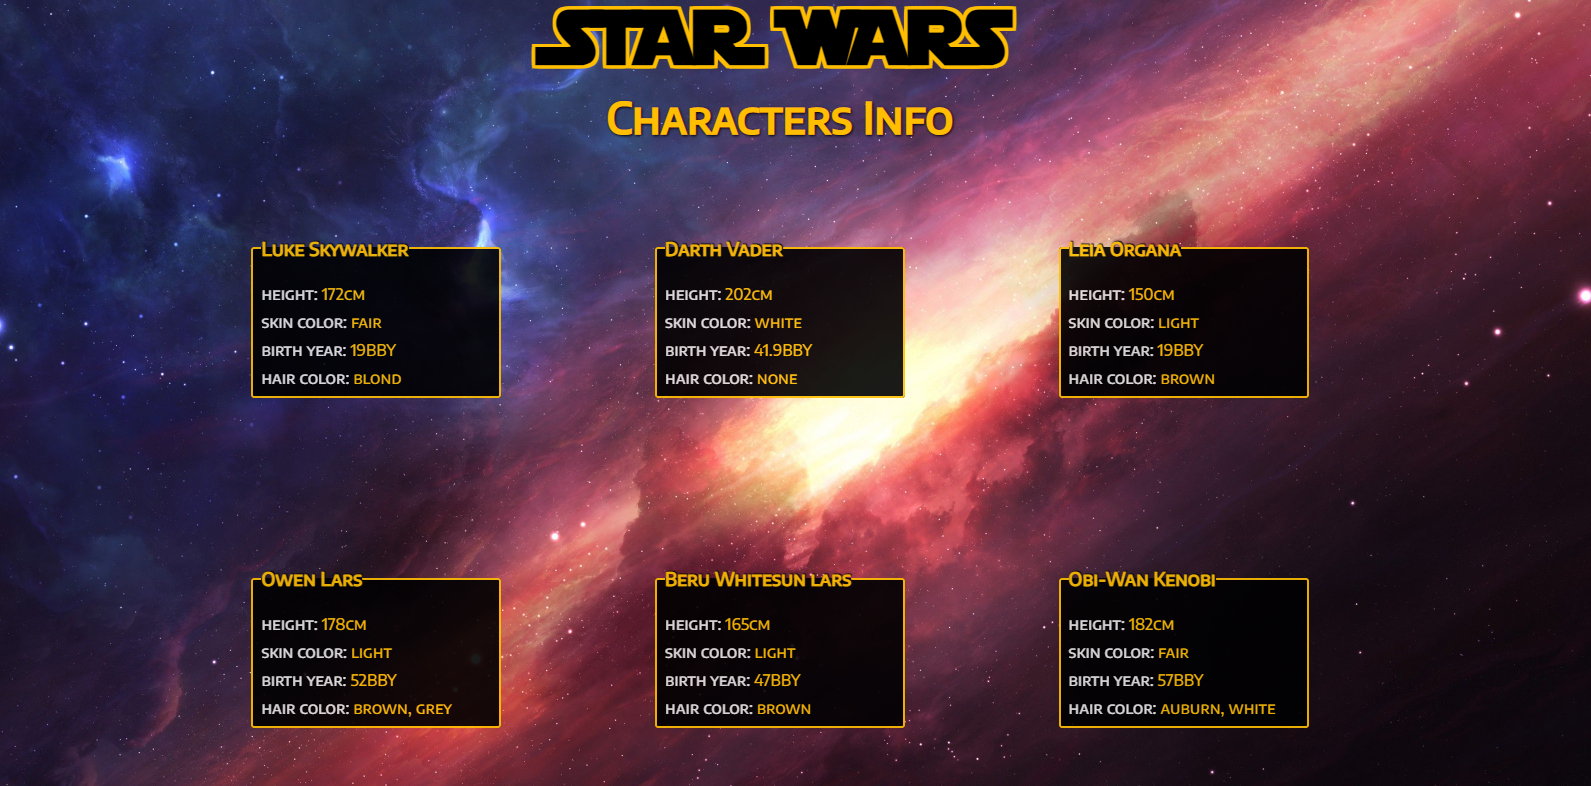 STAR WARS
Characters Info
Luke Skywalker
Height: 172cm
Skin color: fair
Birth Year: 19BBY
Hair color: blond
Darth Vader
Height: 202cm
Skin color: white
Birth Year: 41.9BBY
Hair color: none
Leia Organa
Height: 150cm
Skin color: light
Birth Year: 19BBY
Hair color: brown
Owen Lars
Height: 178cm
Skin color: light
Birth Year: 52BBY
Hair color: brown, grey
Beru Whitesun lars
Height: 165cm
Skin color: light
Birth Year: 47BBY
Hair color: brown
Obi-Wan Kenobi
Height: 182cm
Skin color: fair
Birth Year: 57BBY
Hair color: auburn, white